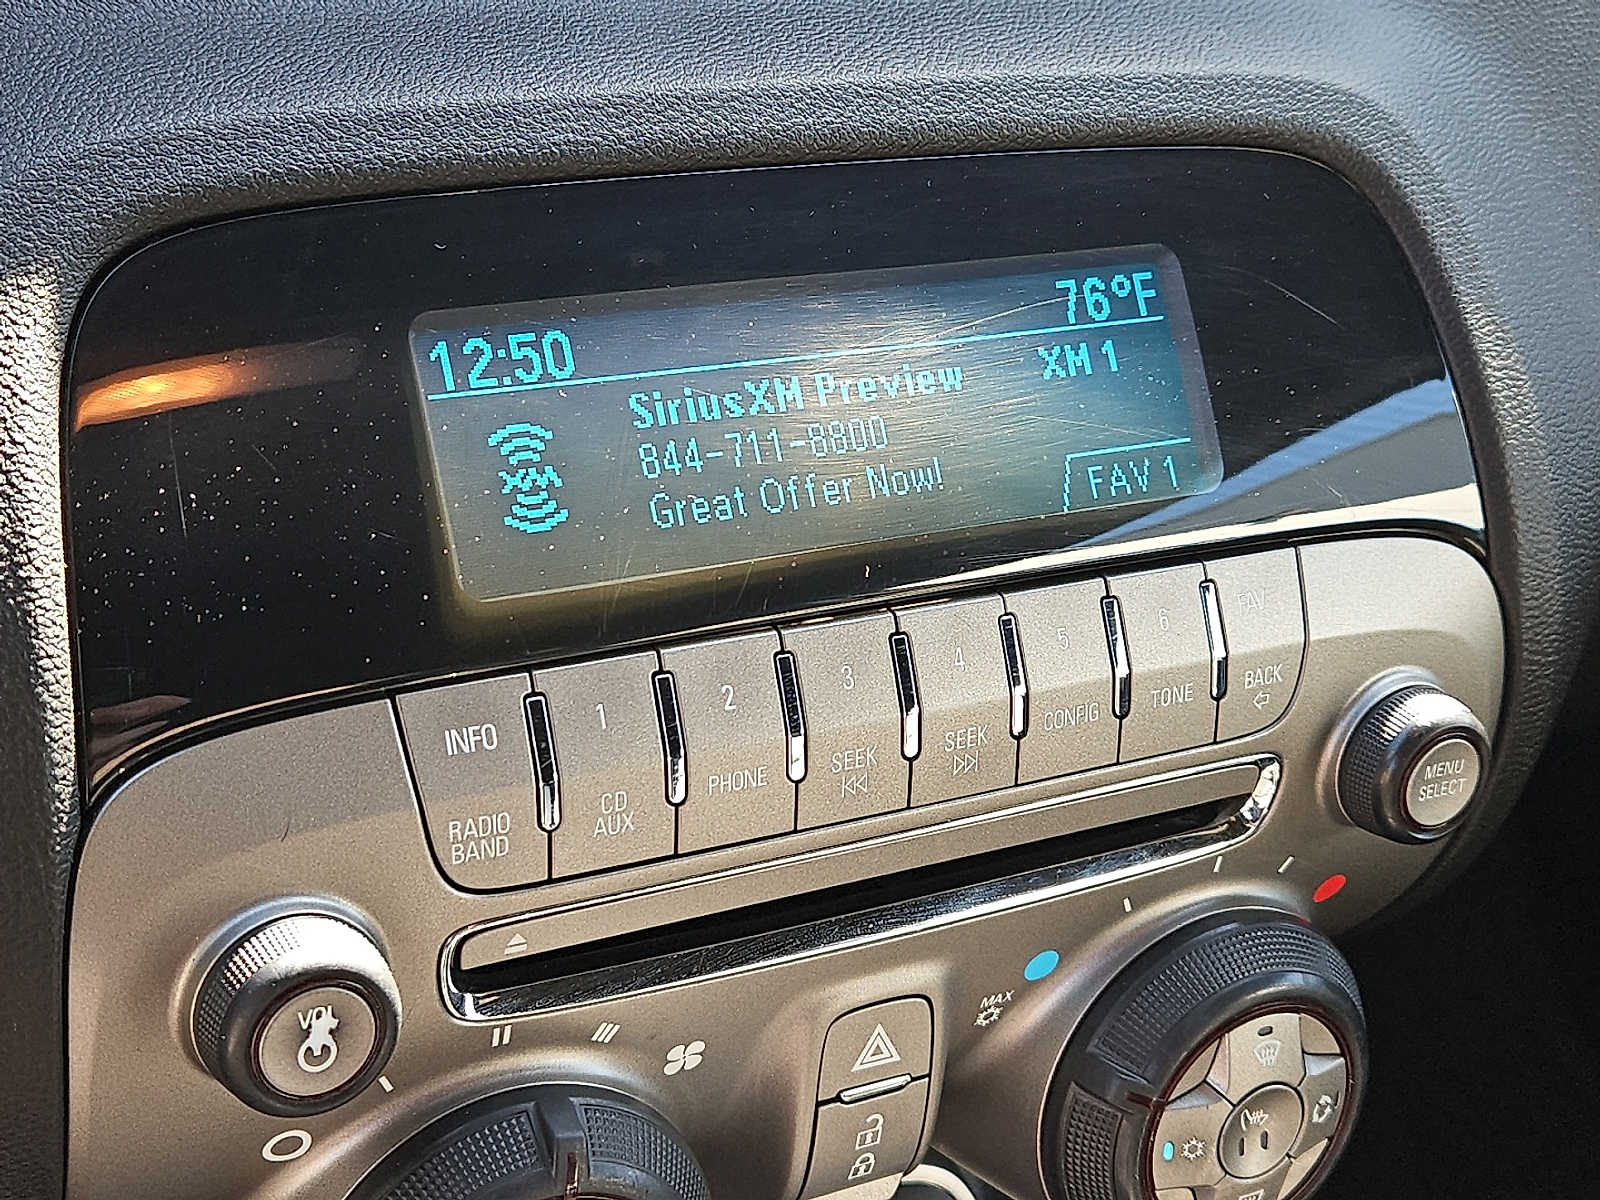 12:50
76°F
SiriusXM Preview
XM 1
844-711-8800
XM
Great Offer Now!
FAV 1
INFO
1
2
3
4
5
6
FAV
RADIO
BAND
CD
AUX
PHONE
SEEK
SEEK
CONFIG
TONE
BACK
MENU
SELECT
VOL
MAX